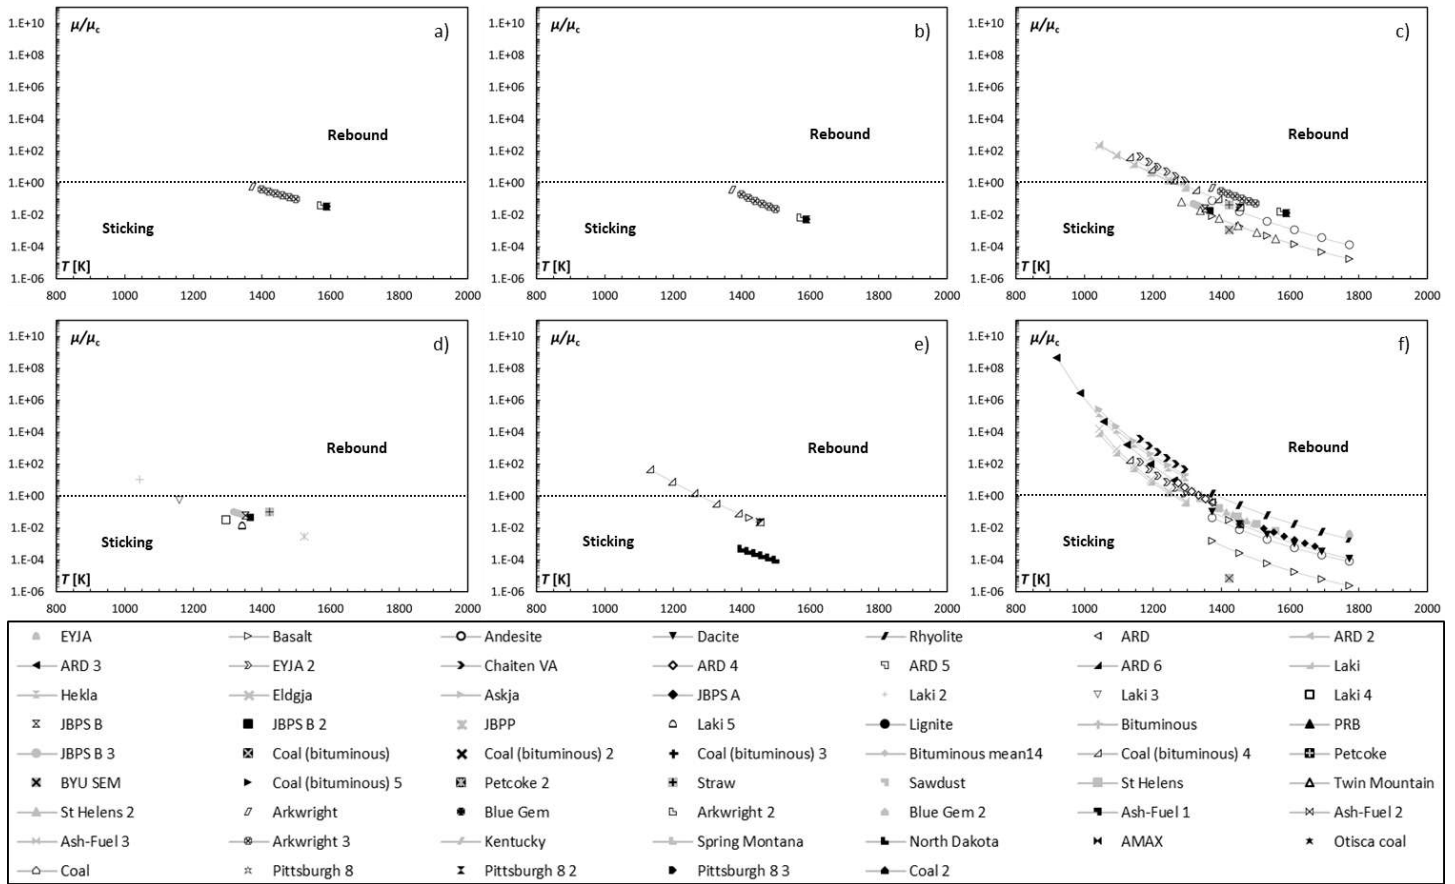 μ/μc a)
1.E+10
1.E+08
1.E+06
1.E+04
1.E+02
1.E+00
1.E-02
1.E-04
1.E-06
Rebound
Sticking
T [K]
800 1000 1200 1400 1600 1800 2000
μ/μc b)
1.E+10
1.E+08
1.E+06
1.E+04
1.E+02
1.E+00
1.E-02
1.E-04
1.E-06
Rebound
Sticking
T [K]
800 1000 1200 1400 1600 1800 2000
μ/μc c)
1.E+10
1.E+08
1.E+06
1.E+04
1.E+02
1.E+00
1.E-02
1.E-04
1.E-06
Rebound
Sticking
T [K]
800 1000 1200 1400 1600 1800 2000
μ/μc d)
1.E+10
1.E+08
1.E+06
1.E+04
1.E+02
1.E+00
1.E-02
1.E-04
1.E-06
Rebound
Sticking
T [K]
800 1000 1200 1400 1600 1800 2000
μ/μc e)
1.E+10
1.E+08
1.E+06
1.E+04
1.E+02
1.E+00
1.E-02
1.E-04
1.E-06
Rebound
Sticking
T [K]
800 1000 1200 1400 1600 1800 2000
μ/μc f)
1.E+10
1.E+08
1.E+06
1.E+04
1.E+02
1.E+00
1.E-02
1.E-04
1.E-06
Rebound
Sticking
T [K]
800 1000 1200 1400 1600 1800 2000
EYJA Basalt Andesite Dacite Rhyolite ARD ARD 2
ARD 3 EYJA 2 Chaiten VA ARD 4 ARD 5 ARD 6 Laki
Hekla Eldgja Askja JBPS A Laki 2 Laki 3 Laki 4
JBPS B JBPS B 2 JBPP Laki 5 Lignite Bituminous PRB
JBPS B 3 Coal (bituminous) Coal (bituminous) 2 Coal (bituminous) 3 Bituminous mean14 Coal (bituminous) 4 Petcoke
BYU SEM Coal (bituminous) 5 Petcoke 2 Straw Sawdust St Helens Twin Mountain
St Helens 2 Arkwright Blue Gem Arkwright 2 Blue Gem 2 Ash-Fuel 1 Ash-Fuel 2
Ash-Fuel 3 Arkwright 3 Kentucky Spring Montana North Dakota AMAX Otisca coal
Coal Pittsburgh 8 Pittsburgh 8 2 Pittsburgh 8 3 Coal 2